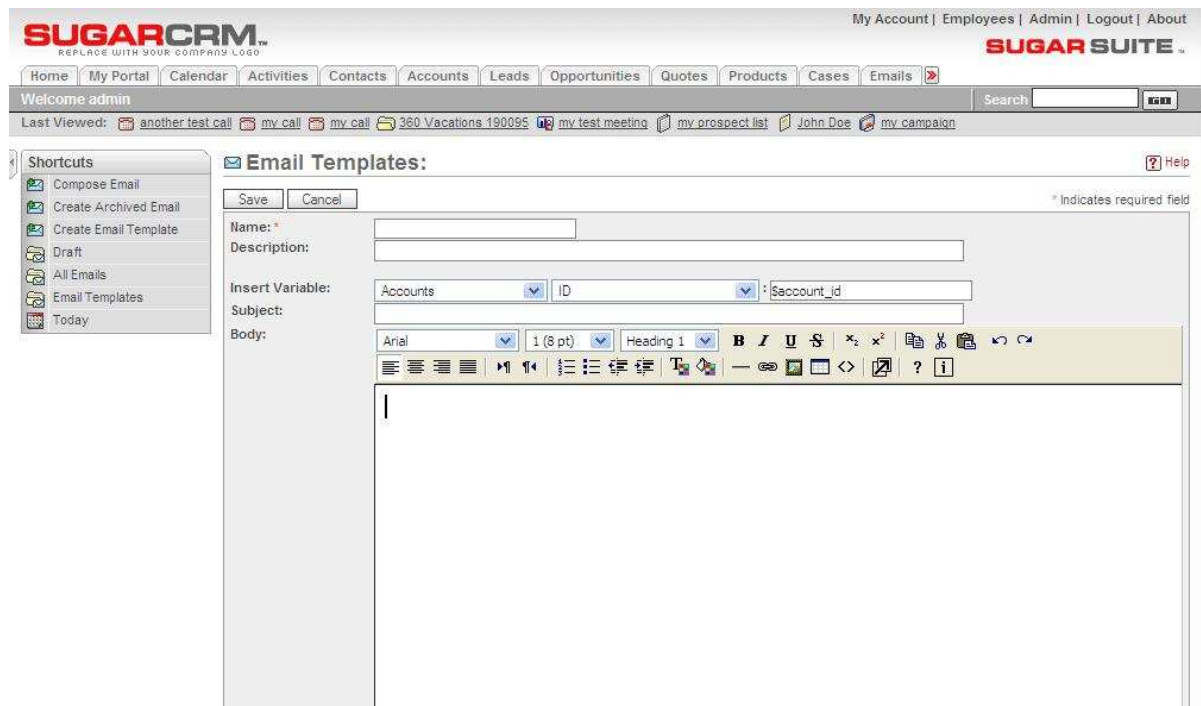 My Account | Employees | Admin | Logout | About
SUGARCRM™
REPLACE WITH YOUR COMPANY LOGO
SUGAR SUITE
Home My Portal Calendar Activities Contacts Accounts Leads Opportunities Quotes Products Cases Emails
Welcome admin Search GO
Last Viewed: another test call my call my call 360 Vacations 190095 my test meeting my prospect list John Doe my campaign
Shortcuts
Compose Email
Create Archived Email
Create Email Template
Draft
All Emails
Email Templates
Today
Email Templates: ? Help
Save Cancel * Indicates required field
Name: *
Description:
Insert Variable: Accounts ID : $account_id
Subject:
Body: Arial 1 (8 pt) Heading 1 B I U S x₂ x²
¶ ¶ T <> ? i